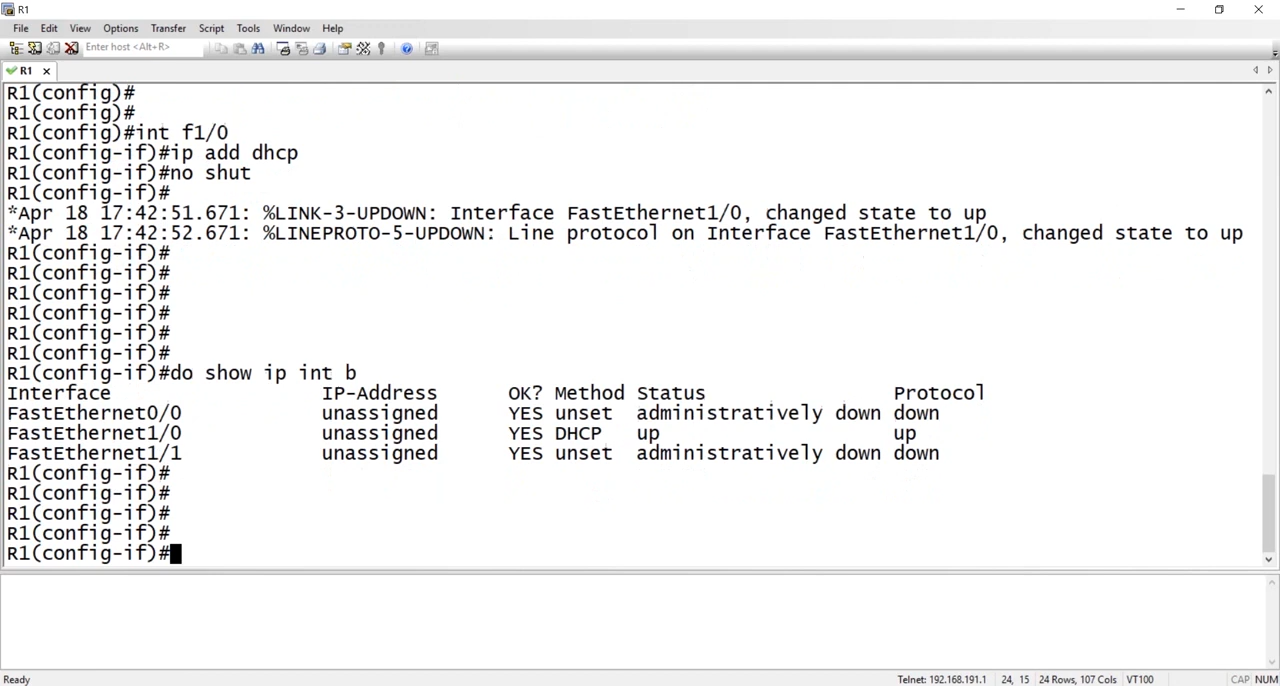 R1
File Edit View Options Transfer Script Tools Window Help
Enter host <Alt+R>
R1
R1(config)#
R1(config)#
R1(config)#int f1/0
R1(config-if)#ip add dhcp
R1(config-if)#no shut
R1(config-if)#
*Apr 18 17:42:51.671: %LINK-3-UPDOWN: Interface FastEthernet1/0, changed state to up
*Apr 18 17:42:52.671: %LINEPROTO-5-UPDOWN: Line protocol on Interface FastEthernet1/0, changed state to up
R1(config-if)#
R1(config-if)#
R1(config-if)#
R1(config-if)#
R1(config-if)#
R1(config-if)#
R1(config-if)#do show ip int b
Interface IP-Address OK? Method Status Protocol
FastEthernet0/0 unassigned YES unset administratively down down
FastEthernet1/0 unassigned YES DHCP up up
FastEthernet1/1 unassigned YES unset administratively down down
R1(config-if)#
R1(config-if)#
R1(config-if)#
R1(config-if)#
R1(config-if)#
Ready Telnet: 192.168.191.1 24, 15 24 Rows, 107 Cols VT100 CAP NUM